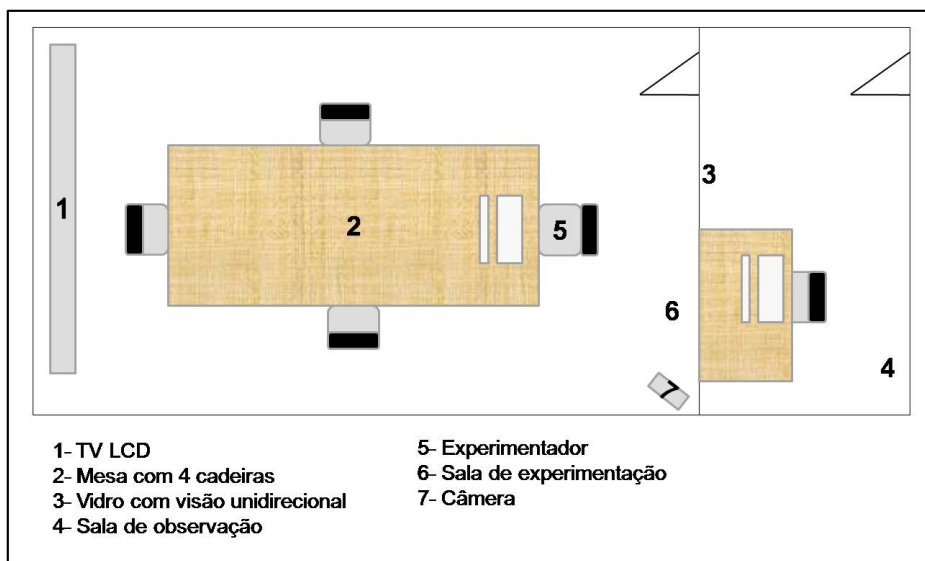 1
2
3
4
5
6
7
1- TV LCD
2- Mesa com 4 cadeiras
3- Vidro com visão unidirecional
4- Sala de observação
5- Experimentador
6- Sala de experimentação
7- Câmera